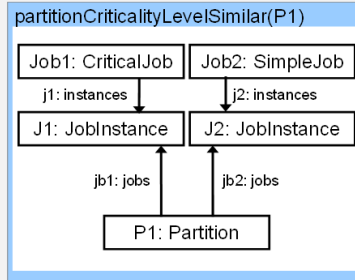 partitionCriticalityLevelSimilar(P1)
Job1: CriticalJob Job2: SimpleJob
j1: instances j2: instances
J1: JobInstance J2: JobInstance
jb1: jobs jb2: jobs
P1: Partition